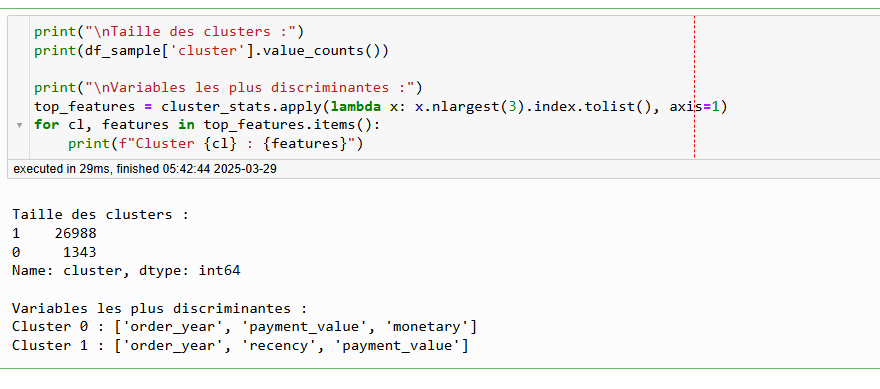 print("\nTaille des clusters :")
print(df_sample['cluster'].value_counts())
print("\nVariables les plus discriminantes :")
top_features = cluster_stats.apply(lambda x: x.nlargest(3).index.tolist(), axis=1)
for cl, features in top_features.items():
    print(f"Cluster {cl} : {features}")
executed in 29ms, finished 05:42:44 2025-03-29
Taille des clusters :
1    26988
0     1343
Name: cluster, dtype: int64
Variables les plus discriminantes :
Cluster 0 : ['order_year', 'payment_value', 'monetary']
Cluster 1 : ['order_year', 'recency', 'payment_value']